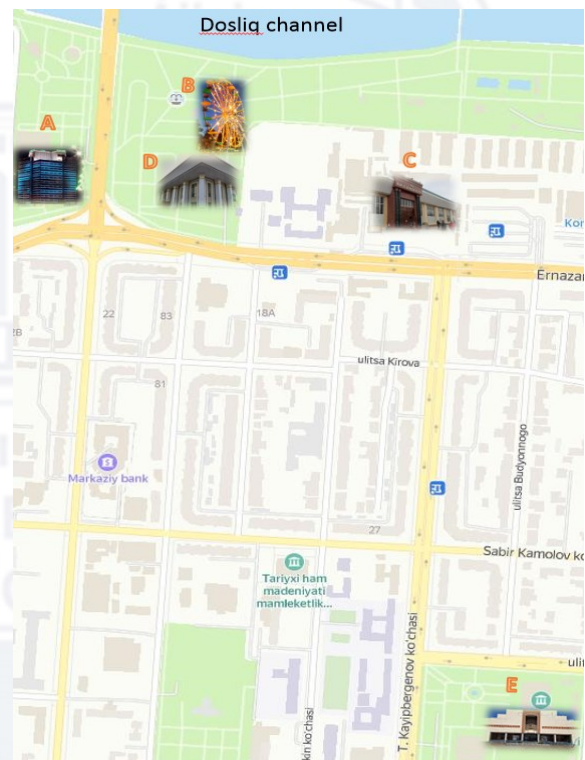 Dosliq channel
B
A
D
C
Kor
Ernazar
22
83
18A
2B
ulitsa Kirova
81
ulitsa Budyonnogo
Markaziy bank
27
Sabir Kamolov ko
Tariyxi ham
madeniyati
mamleketlik...
T. Kayipbergenov ko'chasi
uli
E
kin ko'chasi